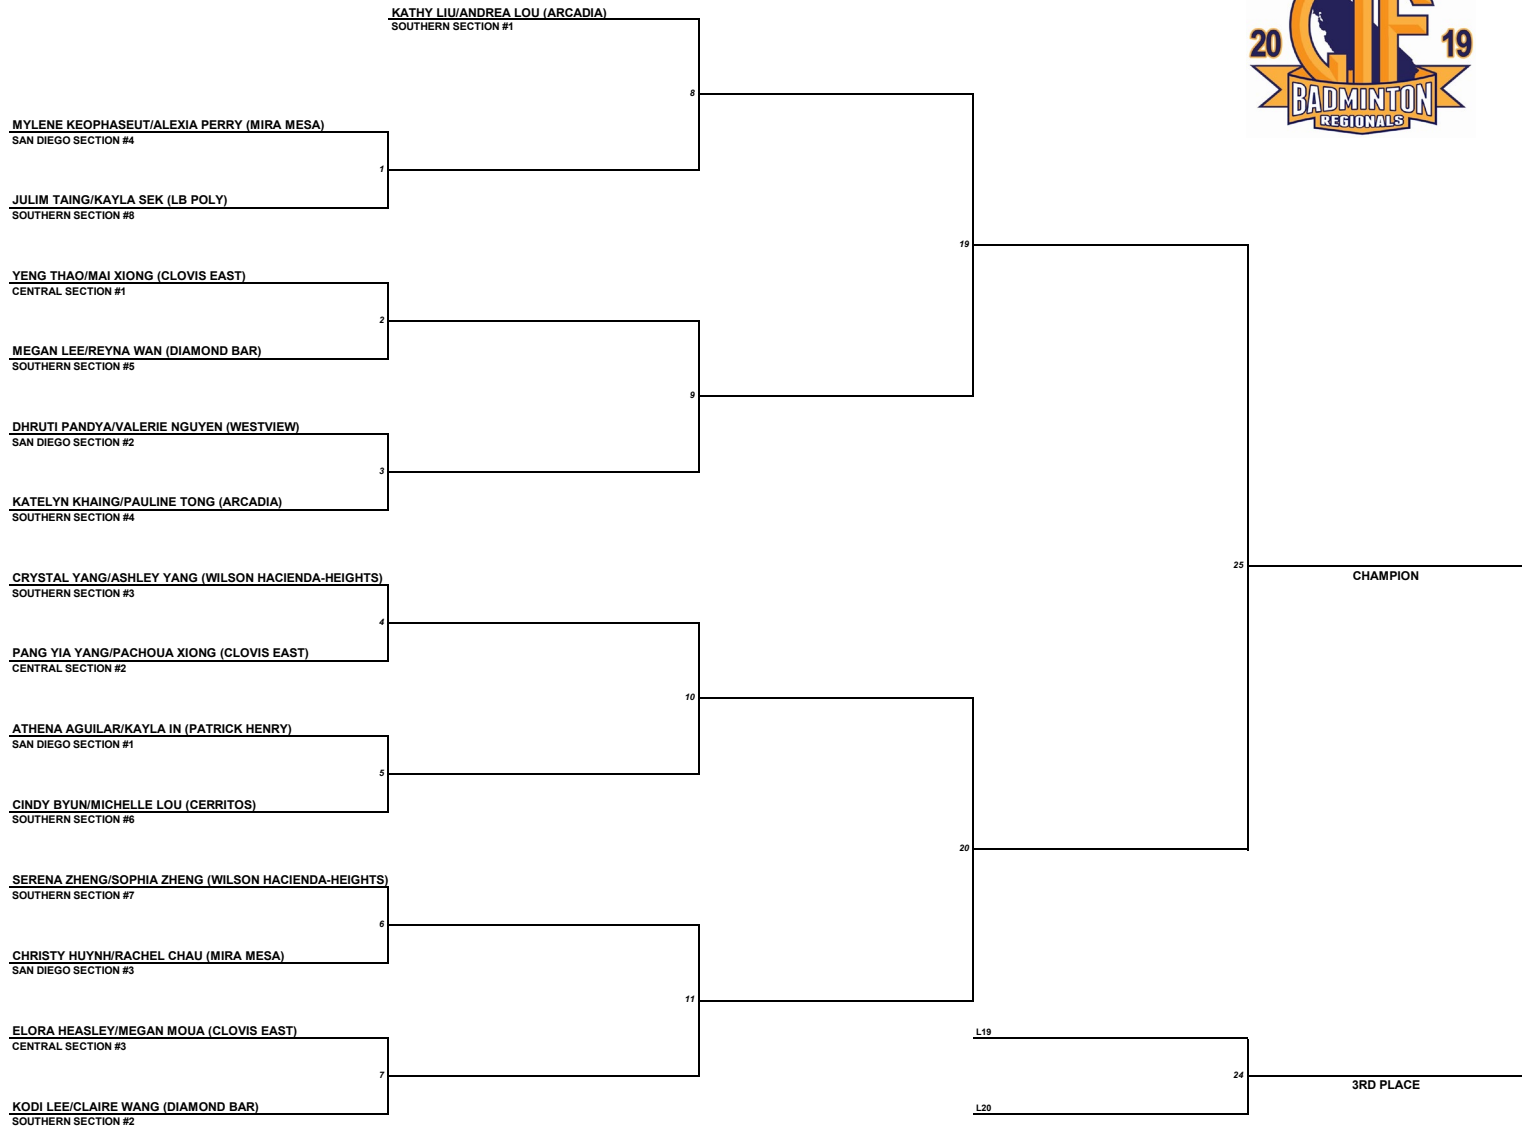 KATHY LIU/ANDREA LOU (ARCADIA)
SOUTHERN SECTION #1
20 19
BADMINTON
REGIONALS
8
MYLENE KEOPHASEUT/ALEXIA PERRY (MIRA MESA)
SAN DIEGO SECTION #4
1
JULIM TAING/KAYLA SEK (LB POLY)
SOUTHERN SECTION #8
19
YENG THAO/MAI XIONG (CLOVIS EAST)
CENTRAL SECTION #1
2
MEGAN LEE/REYNA WAN (DIAMOND BAR)
SOUTHERN SECTION #5
9
DHRUTI PANDYA/VALERIE NGUYEN (WESTVIEW)
SAN DIEGO SECTION #2
3
KATELYN KHAING/PAULINE TONG (ARCADIA)
SOUTHERN SECTION #4
25
CHAMPION
CRYSTAL YANG/ASHLEY YANG (WILSON HACIENDA-HEIGHTS)
SOUTHERN SECTION #3
4
PANG YIA YANG/PACHOUA XIONG (CLOVIS EAST)
CENTRAL SECTION #2
10
ATHENA AGUILAR/KAYLA IN (PATRICK HENRY)
SAN DIEGO SECTION #1
5
CINDY BYUN/MICHELLE LOU (CERRITOS)
SOUTHERN SECTION #6
20
SERENA ZHENG/SOPHIA ZHENG (WILSON HACIENDA-HEIGHTS)
SOUTHERN SECTION #7
6
CHRISTY HUYNH/RACHEL CHAU (MIRA MESA)
SAN DIEGO SECTION #3
11
ELORA HEASLEY/MEGAN MOUA (CLOVIS EAST)
CENTRAL SECTION #3
L19
7
24
3RD PLACE
KODI LEE/CLAIRE WANG (DIAMOND BAR)
SOUTHERN SECTION #2
L20